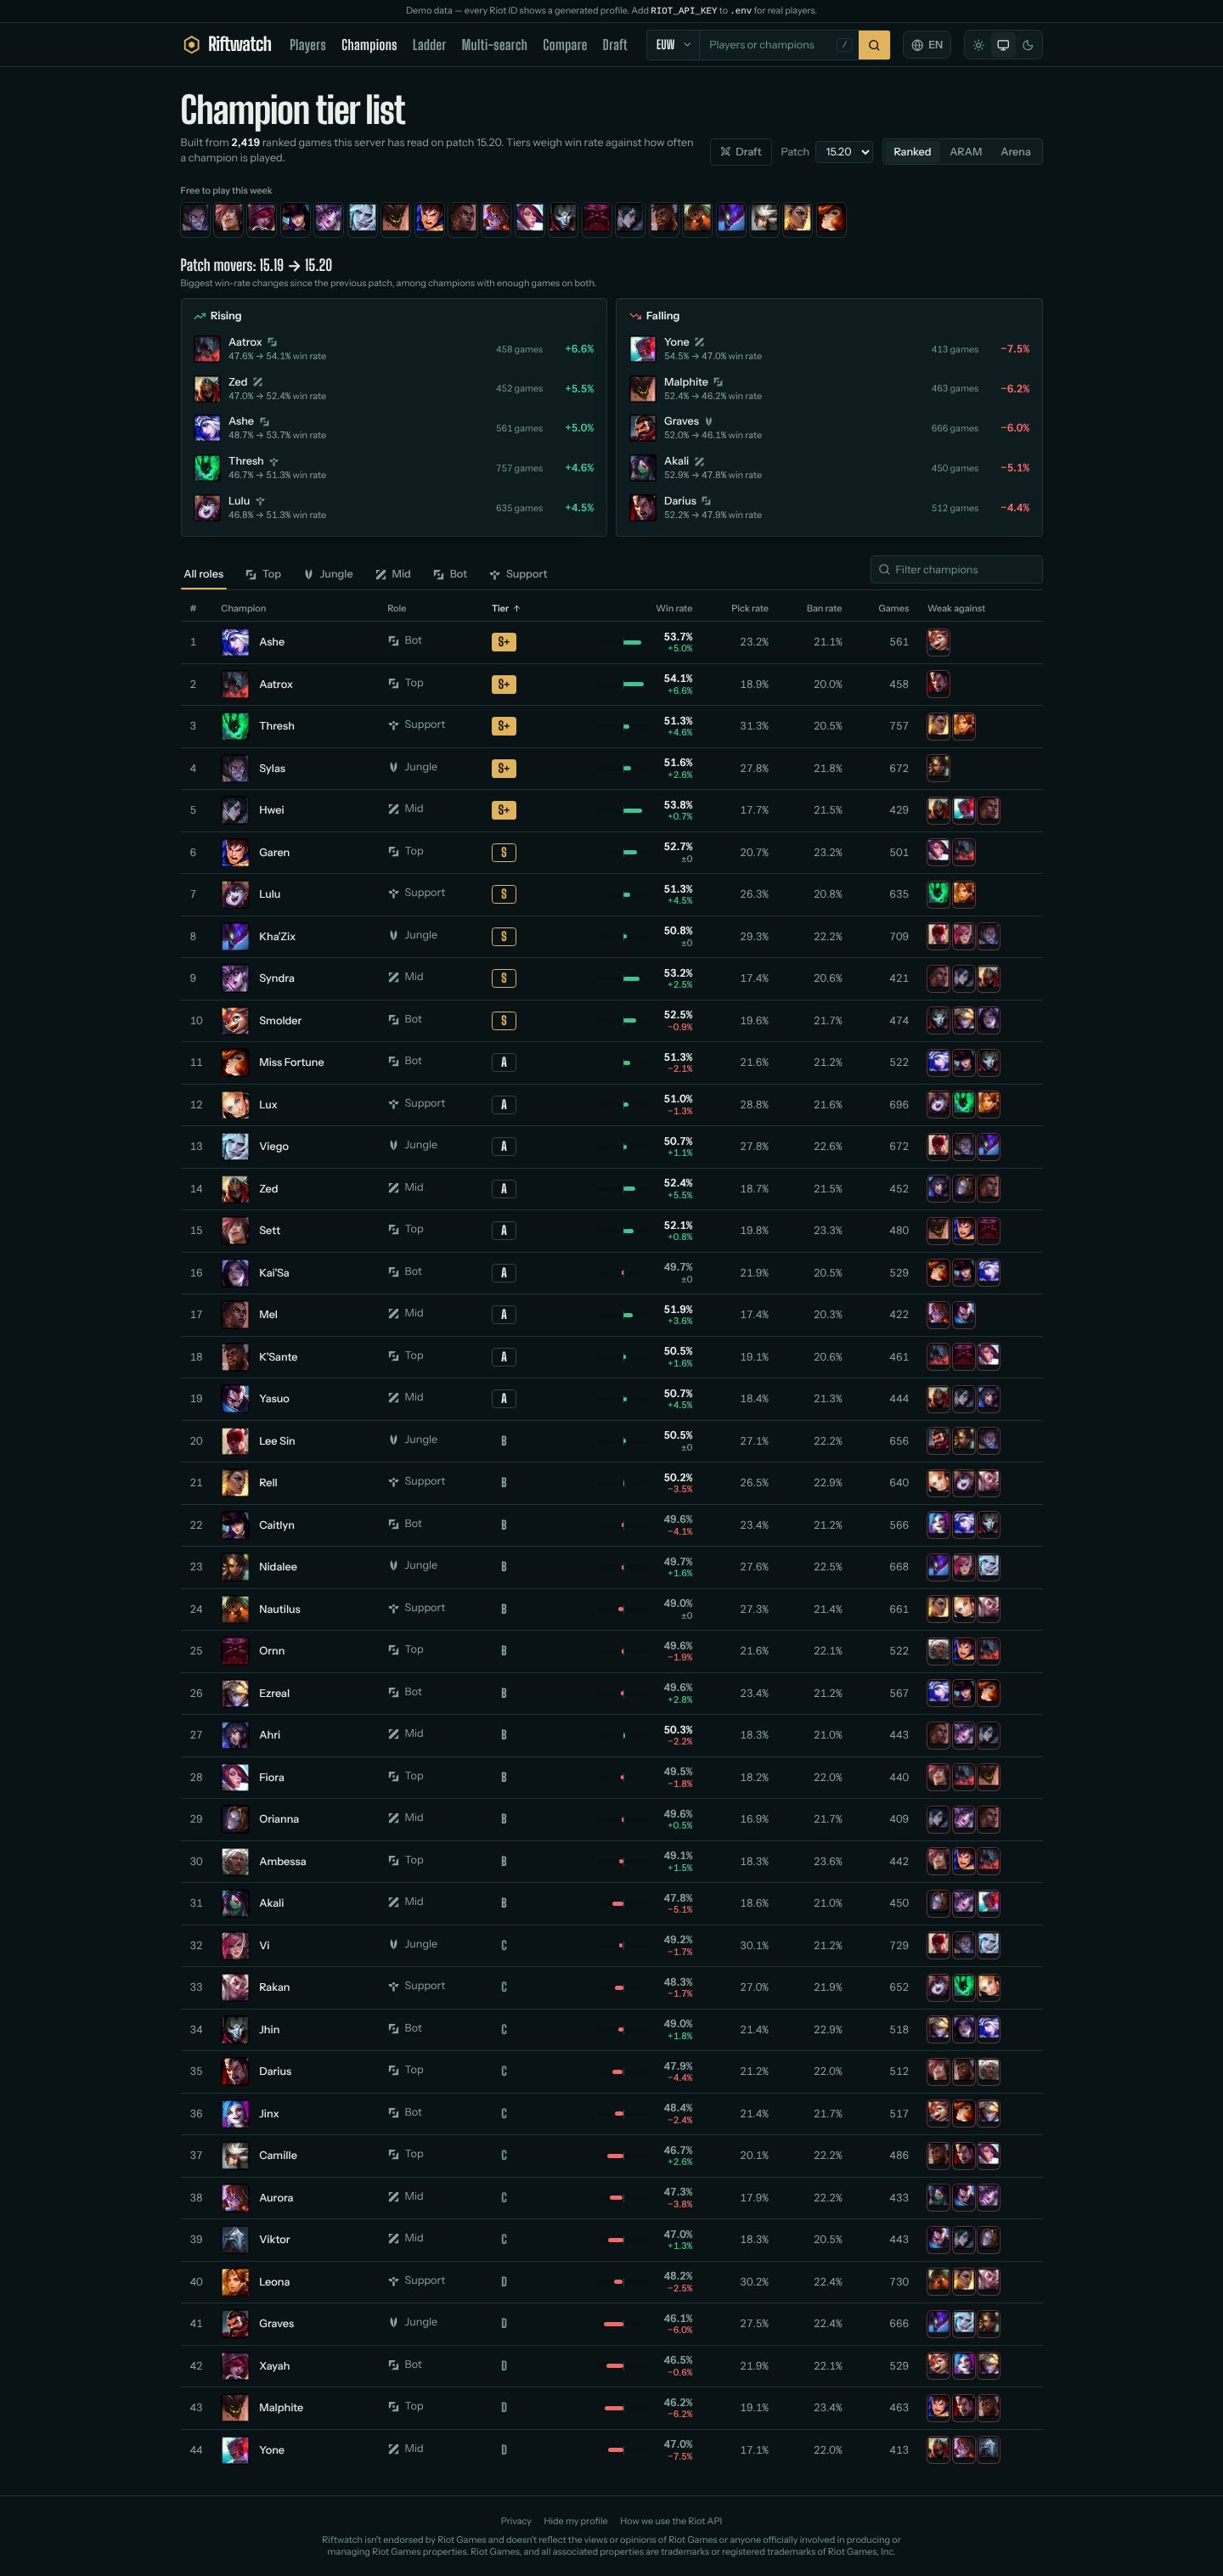 Demo data — every Riot ID shows a generated profile. Add RIOT_API_KEY to .env for real players.
Riftwatch Players Champions Ladder Multi-search Compare Draft EUW Players or champions / EN
Champion tier list
Built from 2,419 ranked games this server has read on patch 15.20. Tiers weigh win rate against how often
a champion is played.
Draft Patch 15.20 Ranked ARAM Arena
Free to play this week
Patch movers: 15.19 → 15.20
Biggest win-rate changes since the previous patch, among champions with enough games on both.
Rising
Aatrox
47.6% → 54.1% win rate
458 games +6.6%
Zed
47.0% → 52.4% win rate
452 games +5.5%
Ashe
48.7% → 53.7% win rate
561 games +5.0%
Thresh
46.7% → 51.3% win rate
757 games +4.6%
Lulu
46.8% → 51.3% win rate
635 games +4.5%
Falling
Yone
54.5% → 47.0% win rate
413 games −7.5%
Malphite
52.4% → 46.2% win rate
463 games −6.2%
Graves
52.0% → 46.1% win rate
666 games −6.0%
Akali
52.9% → 47.8% win rate
450 games −5.1%
Darius
52.2% → 47.9% win rate
512 games −4.4%
All roles Top Jungle Mid Bot Support Filter champions
# Champion Role Tier ↑ Win rate Pick rate Ban rate Games Weak against
1 Ashe Bot S+ 53.7% +5.0% 23.2% 21.1% 561
2 Aatrox Top S+ 54.1% +6.6% 18.9% 20.0% 458
3 Thresh Support S+ 51.3% +4.6% 31.3% 20.5% 757
4 Sylas Jungle S+ 51.6% +2.6% 27.8% 21.8% 672
5 Hwei Mid S+ 53.8% +0.7% 17.7% 21.5% 429
6 Garen Top S 52.7% ±0 20.7% 23.2% 501
7 Lulu Support S 51.3% +4.5% 26.3% 20.8% 635
8 Kha'Zix Jungle S 50.8% ±0 29.3% 22.2% 709
9 Syndra Mid S 53.2% +2.5% 17.4% 20.6% 421
10 Smolder Bot S 52.5% −0.9% 19.6% 21.7% 474
11 Miss Fortune Bot A 51.3% −2.1% 21.6% 21.2% 522
12 Lux Support A 51.0% −1.3% 28.8% 21.6% 696
13 Viego Jungle A 50.7% +1.1% 27.8% 22.6% 672
14 Zed Mid A 52.4% +5.5% 18.7% 21.5% 452
15 Sett Top A 52.1% +0.8% 19.8% 23.3% 480
16 Kai'Sa Bot A 49.7% ±0 21.9% 20.5% 529
17 Mel Mid A 51.9% +3.6% 17.4% 20.3% 422
18 K'Sante Top A 50.5% +1.6% 19.1% 20.6% 461
19 Yasuo Mid A 50.7% +4.5% 18.4% 21.3% 444
20 Lee Sin Jungle B 50.5% ±0 27.1% 22.2% 656
21 Rell Support B 50.2% −3.5% 26.5% 22.9% 640
22 Caitlyn Bot B 49.6% −4.1% 23.4% 21.2% 566
23 Nidalee Jungle B 49.7% +1.6% 27.6% 22.5% 668
24 Nautilus Support B 49.0% ±0 27.3% 21.4% 661
25 Ornn Top B 49.6% −1.9% 21.6% 22.1% 522
26 Ezreal Bot B 49.6% +2.8% 23.4% 21.2% 567
27 Ahri Mid B 50.3% −2.2% 18.3% 21.0% 443
28 Fiora Top B 49.5% −1.8% 18.2% 22.0% 440
29 Orianna Mid B 49.6% +0.5% 16.9% 21.7% 409
30 Ambessa Top B 49.1% +1.5% 18.3% 23.6% 442
31 Akali Mid B 47.8% −5.1% 18.6% 21.0% 450
32 Vi Jungle C 49.2% −1.7% 30.1% 21.2% 729
33 Rakan Support C 48.3% −1.7% 27.0% 21.9% 652
34 Jhin Bot C 49.0% +1.8% 21.4% 22.9% 518
35 Darius Top C 47.9% −4.4% 21.2% 22.0% 512
36 Jinx Bot C 48.4% −2.4% 21.4% 21.7% 517
37 Camille Top C 46.7% +2.6% 20.1% 22.2% 486
38 Aurora Mid C 47.3% −3.8% 17.9% 22.2% 433
39 Viktor Mid C 47.0% +1.3% 18.3% 20.5% 443
40 Leona Support D 48.2% −2.5% 30.2% 22.4% 730
41 Graves Jungle D 46.1% −6.0% 27.5% 22.4% 666
42 Xayah Bot D 46.5% −0.6% 21.9% 22.1% 529
43 Malphite Top D 46.2% −6.2% 19.1% 23.4% 463
44 Yone Mid D 47.0% −7.5% 17.1% 22.0% 413
Privacy Hide my profile How we use the Riot API
Riftwatch isn't endorsed by Riot Games and doesn't reflect the views or opinions of Riot Games or anyone officially involved in producing or
managing Riot Games properties. Riot Games, and all associated properties are trademarks or registered trademarks of Riot Games, Inc.